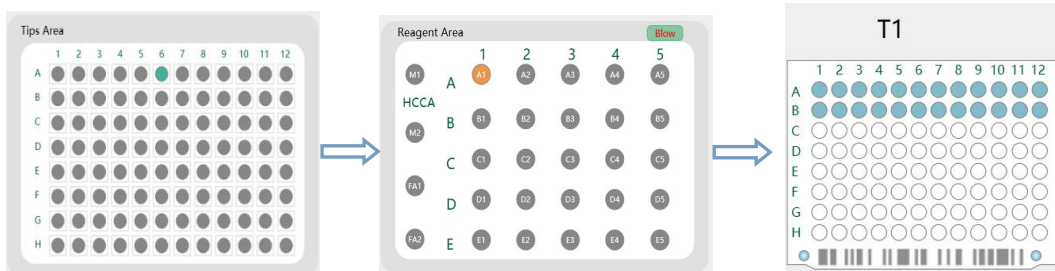 Tips Area
1 2 3 4 5 6 7 8 9 10 11 12
A
B
C
D
E
F
G
H
Reagent Area
Blow
1 2 3 4 5
M1 A A1 A2 A3 A4 A5
HCCA
M2 B B1 B2 B3 B4 B5
C C1 C2 C3 C4 C5
FA1
D D1 D2 D3 D4 D5
FA2 E E1 E2 E3 E4 E5
T1
1 2 3 4 5 6 7 8 9 10 11 12
A
B
C
D
E
F
G
H